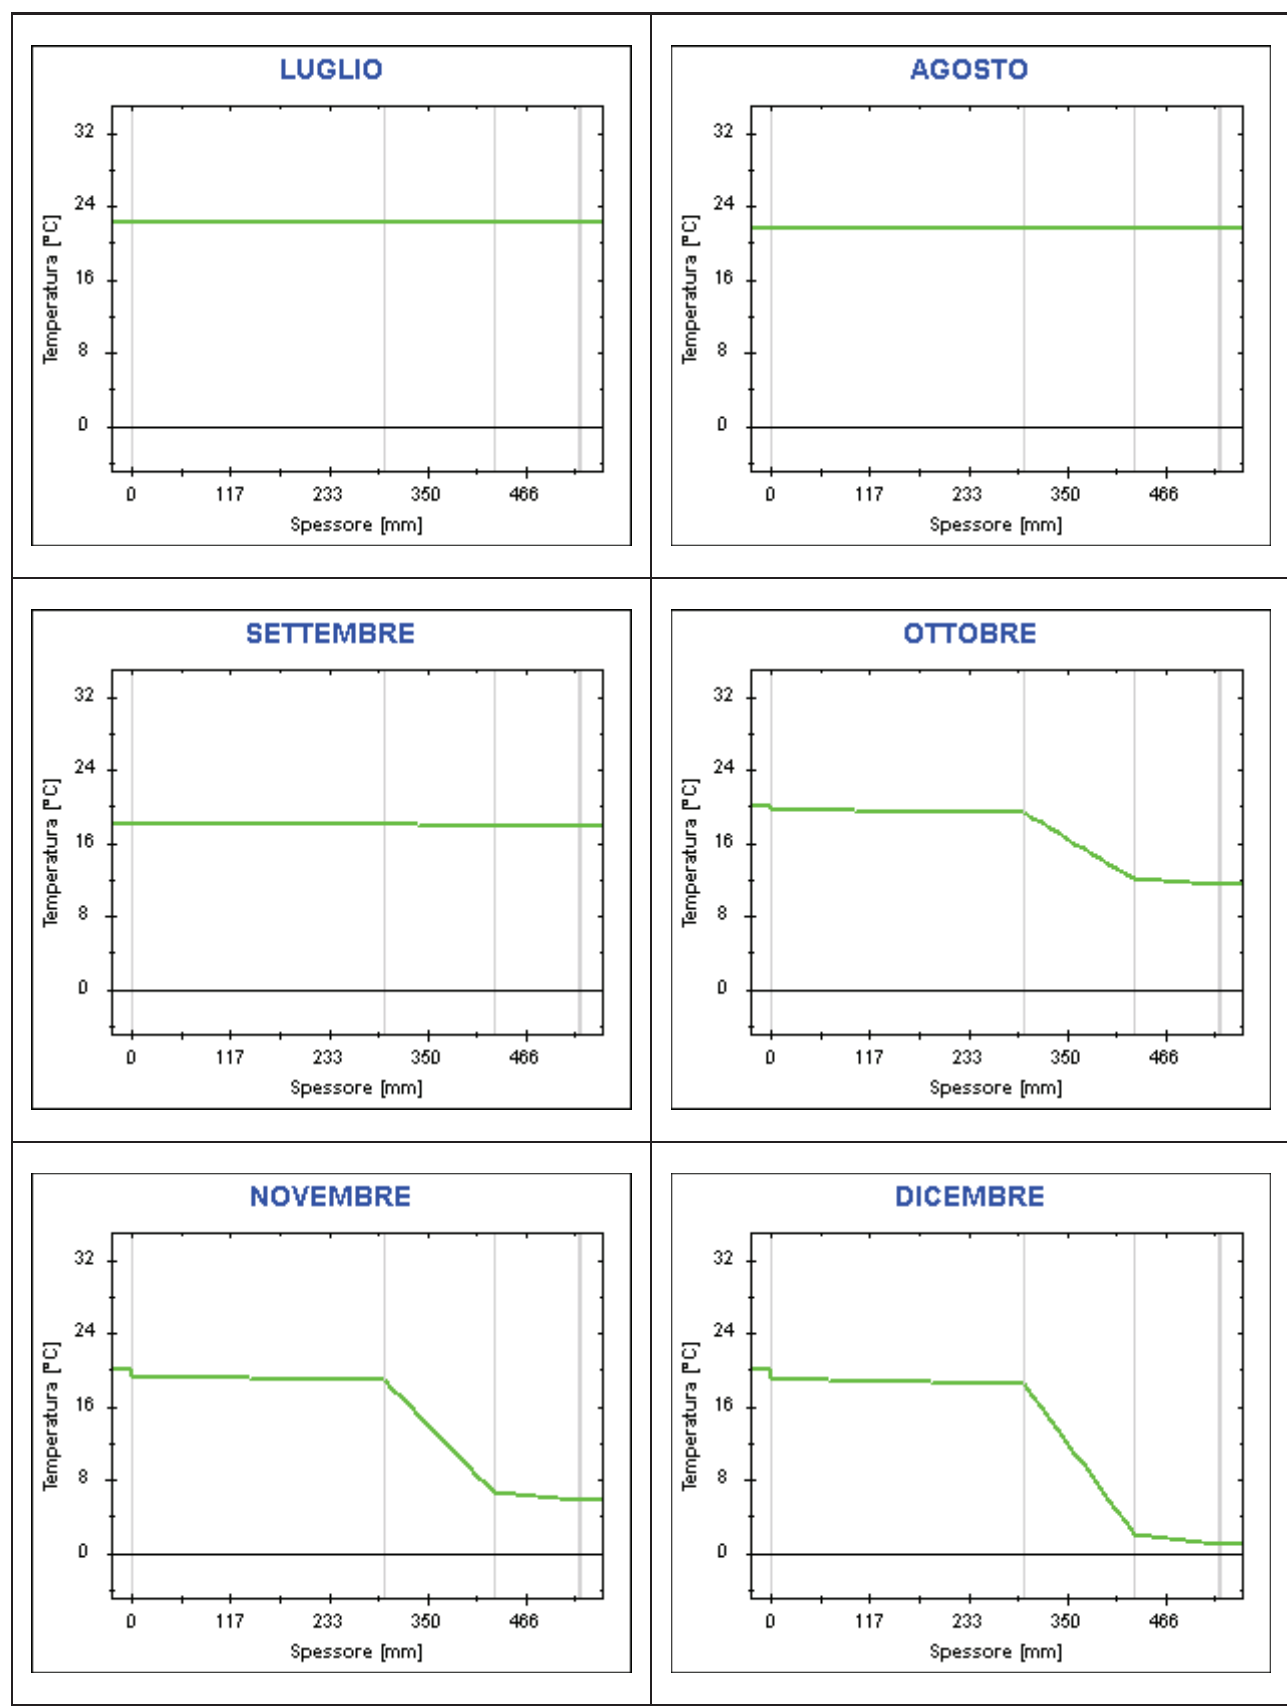 LUGLIO
32
24
16
8
0
Temperatura [°C]
0 117 233 350 466
Spessore [mm]
AGOSTO
32
24
16
8
0
Temperatura [°C]
0 117 233 350 466
Spessore [mm]
SETTEMBRE
32
24
16
8
0
Temperatura [°C]
0 117 233 350 466
Spessore [mm]
OTTOBRE
32
24
16
8
0
Temperatura [°C]
0 117 233 350 466
Spessore [mm]
NOVEMBRE
32
24
16
8
0
Temperatura [°C]
0 117 233 350 466
Spessore [mm]
DICEMBRE
32
24
16
8
0
Temperatura [°C]
0 117 233 350 466
Spessore [mm]